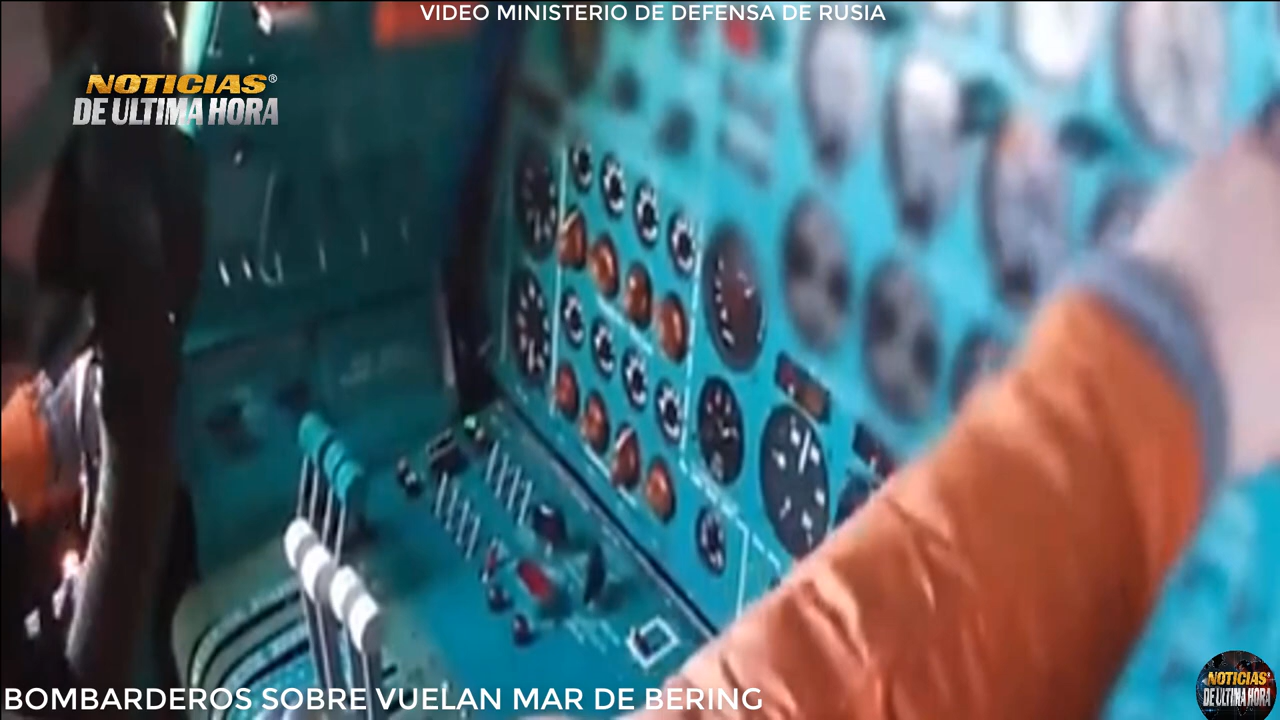 VIDEO MINISTERIO DE DEFENSA DE RUSIA
NOTICIAS®
DE ULTIMA HORA
BOMBARDEROS SOBRE VUELAN MAR DE BERING
NOTICIAS
DE ULTIMA HORA